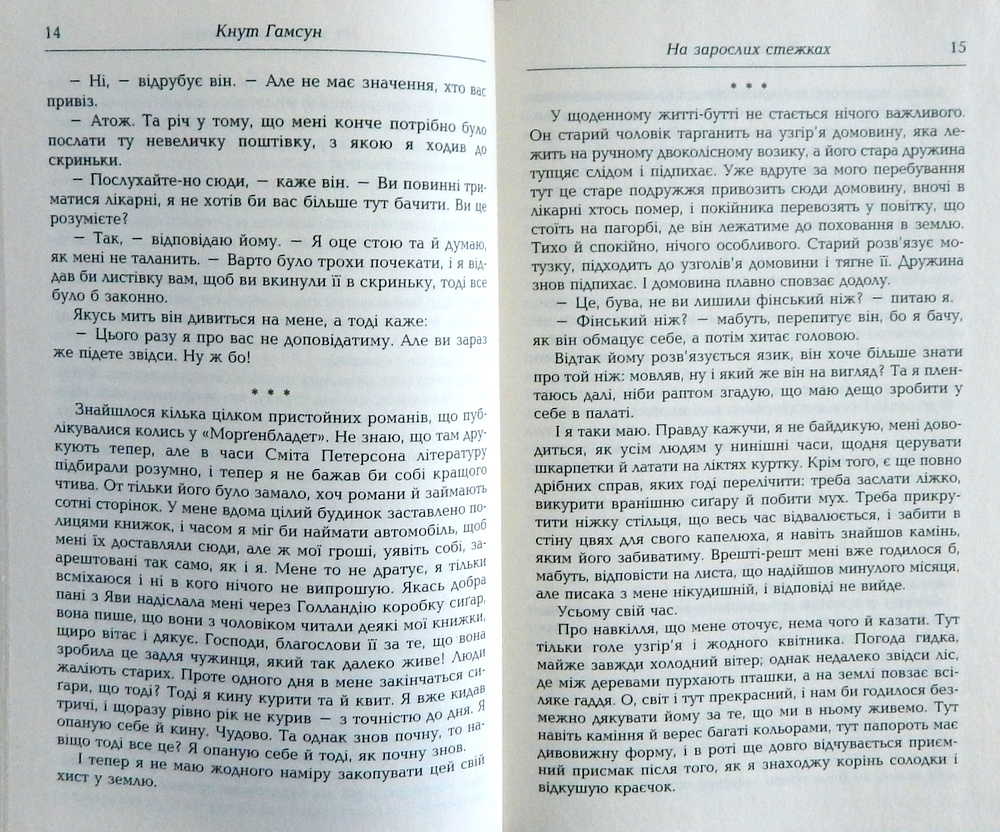 14
Кнут Гамсун
— Ні, — відрубує він. — Але не має значення, хто вас
привіз.
— Атож. Та річ у тому, що мені конче потрібно було
послати ту невеличку поштівку, з якою я ходив до
скриньки.
— Послухайте-но сюди, — каже він. — Ви повинні три-
матися лікарні, я не хотів би вас більше тут бачити. Ви це
розумієте?
— Так, — відповідаю йому. — Я оце стою та й думаю,
як мені не таланить. — Варто було трохи почекати, і я від-
дав би листівку вам, щоб ви вкинули її в скриньку, тоді все
було б законно.
Якусь мить він дивиться на мене, а тоді каже:
— Цього разу я про вас не доповідатиму. Але ви зараз
же підете звідси. Ну ж бо!
* * *
Знайшлося кілька цілком пристойних романів, що пуб-
лікувалися колись у «Морґенбладет». Не знаю, що там дру-
кують тепер, але в часи Сміта Петерсона літературу
підбирали розумно, і тепер я не бажав би собі кращого
чтива. От тільки його було замало, хоч романи й займають
сотні сторінок. У мене вдома цілий будинок заставлено по-
лицями книжок, і часом я міг би наймати автомобіль, щоб
мені їх доставляли сюди, але ж мої гроші, уявіть собі, за-
арештовані так само, як і я. Мене то не дратує, я тільки
всміхаюся і ні в кого нічого не випрошую. Якась добра
пані з Яви надіслала мені через Голландію коробку сиґар,
вона пише, що вони з чоловіком читали деякі мої книжки,
щиро вітає і дякує. Господи, благослови її за те, що вона
зробила це задля чужинця, який так далеко живе! Люди
жаліють старих. Проте одного дня в мене закінчаться си-
ґари, що тоді? Тоді я кину курити та й квит. Я вже кидав
тричі, і щоразу рівно рік не курив — з точністю до дня. Я
опаную себе й кину. Чудово. Та однак знов почну, то на-
віщо тоді все це? Я опаную себе й тоді, як почну знов.
І тепер я не маю жодного наміру закопувати цей свій
хист у землю.
На зарослих стежках
15
* * *
У щоденному житті-бутті не стається нічого важливого.
Он старий чоловік тарганить на узгір'я домовину, яка ле-
жить на ручному двоколісному возику, а його стара дружина
тупцяє слідом і підпихає. Уже вдруге за мого перебування
тут це старе подружжя привозить сюди домовину, вночі в
лікарні хтось помер, і покійника перевозять у повітку, що
стоїть на пагорбі, де він лежатиме до поховання в землю.
Тихо й спокійно, нічого особливого. Старий розв'язує мо-
тузку, підходить до узголів'я домовини і тягне її. Дружина
знов підпихає. І домовина плавно сповзає додолу.
— Це, бува, не ви лишили фінський ніж? — питаю я.
— Фінський ніж? — мабуть, перепитує він, бо я бачу,
як він обмацує себе, а потім хитає головою.
Відтак йому розв'язується язик, він хоче більше знати
про той ніж: мовляв, ну і який же він на вигляд? Та я плен-
таюсь далі, ніби раптом згадую, що маю дещо зробити у
себе в палаті.
І я таки маю. Правду кажучи, я не байдикую, мені дово-
диться, як усім людям у нинішні часи, щодня церувати
шкарпетки й латати на ліктях куртку. Крім того, є ще повно
дрібних справ, яких годі перелічити: треба заслати ліжко,
викурити вранішню сиґару й побити мух. Треба прикру-
тити ніжку стільця, що весь час відвалюється, і забити в
стіну цвях для свого капелюха, я навіть знайшов камінь,
яким його забиватиму. Врешті-решт мені вже годилося б,
мабуть, відповісти на листа, що надійшов минулого місяця,
але писака з мене нікудишній, і відповіді не вийде.
Усьому свій час.
Про навкілля, що мене оточує, нема чого й казати. Тут
тільки голе узгір'я і жодного квітника. Погода гидка,
майже завжди холодний вітер; однак недалеко звідси ліс,
де між деревами пурхають пташки, а на землі повзає всі-
ляке гаддя. О, світ і тут прекрасний, і нам би годилося без-
межно дякувати йому за те, що ми в ньому живемо. Тут
навіть каміння й верес багаті кольорами, тут папороть має
дивовижну форму, і в роті ще довго відчувається приєм-
ний присмак після того, як я знаходжу корінь солодки і
відкушую краєчок.